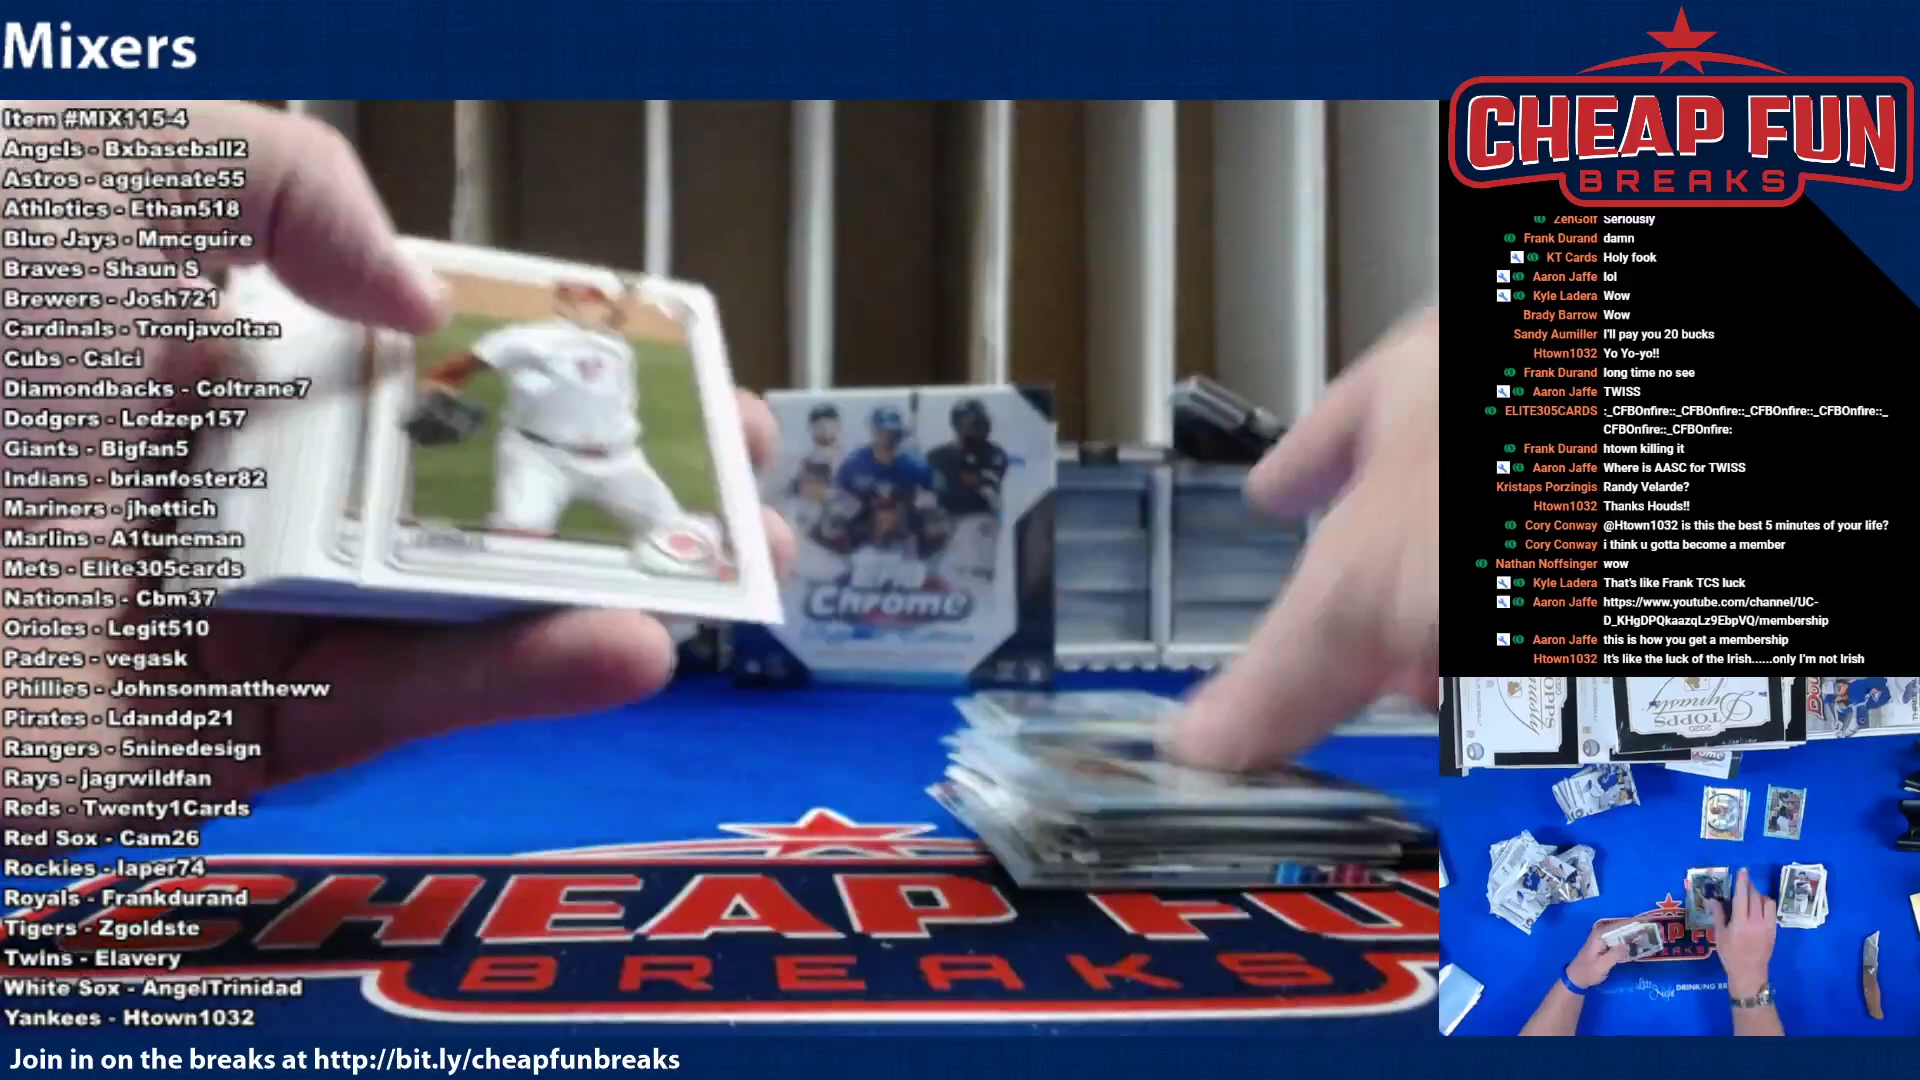 Mixers
Item #MIX115-4
Angels - Bxbaseball2
Astros - aggienate55
Athletics - Ethan518
Blue Jays - Mmcguire
Braves - Shaun S
Brewers - Josh721
Cardinals - Tronjavoltaa
Cubs - Calci
Diamondbacks - Coltrane7
Dodgers - Ledzep157
Giants - Bigfan5
Indians - brianfoster82
Mariners - jhettich
Marlins - A1tuneman
Mets - Elite305cards
Nationals - Cbm37
Orioles - Legit510
Padres - vegask
Phillies - Johnsonmattheww
Pirates - Ldanddp21
Rangers - 5ninedesign
Rays - jagrwildfan
Reds - Twenty1Cards
Red Sox - Cam26
Rockies - laper74
Royals - Frankdurand
Tigers - Zgoldste
Twins - Elavery
White Sox - AngelTrinidad
Yankees - Htown1032
Join in on the breaks at http://bit.ly/cheapfunbreaks
Chrome
CHEAP FU
BREAKS
CHEAP FUN
BREAKS
ZenGolf Seriously
Frank Durand damn
KT Cards Holy fook
Aaron Jaffe lol
Kyle Ladera Wow
Brady Barrow Wow
Sandy Aumiller I'll pay you 20 bucks
Htown1032 Yo Yo-yo!!
Frank Durand long time no see
Aaron Jaffe TWISS
ELITE305CARDS :_CFBOnfire::_CFBOnfire::_CFBOnfire::_CFBOnfire::_
CFBOnfire::_CFBOnfire:
Frank Durand htown killing it
Aaron Jaffe Where is AASC for TWISS
Kristaps Porzingis Randy Velarde?
Htown1032 Thanks Houds!!
Cory Conway @Htown1032 is this the best 5 minutes of your life?
Cory Conway i think u gotta become a member
Nathan Noffsinger wow
Kyle Ladera That's like Frank TCS luck
Aaron Jaffe https://www.youtube.com/channel/UC-
D_KHgDPQkaazqLz9EbpVQ/membership
Aaron Jaffe this is how you get a membership
Htown1032 It's like the luck of the Irish......only I'm not Irish
TOPPS
Dynasty
BREAKS
DRINKING BR